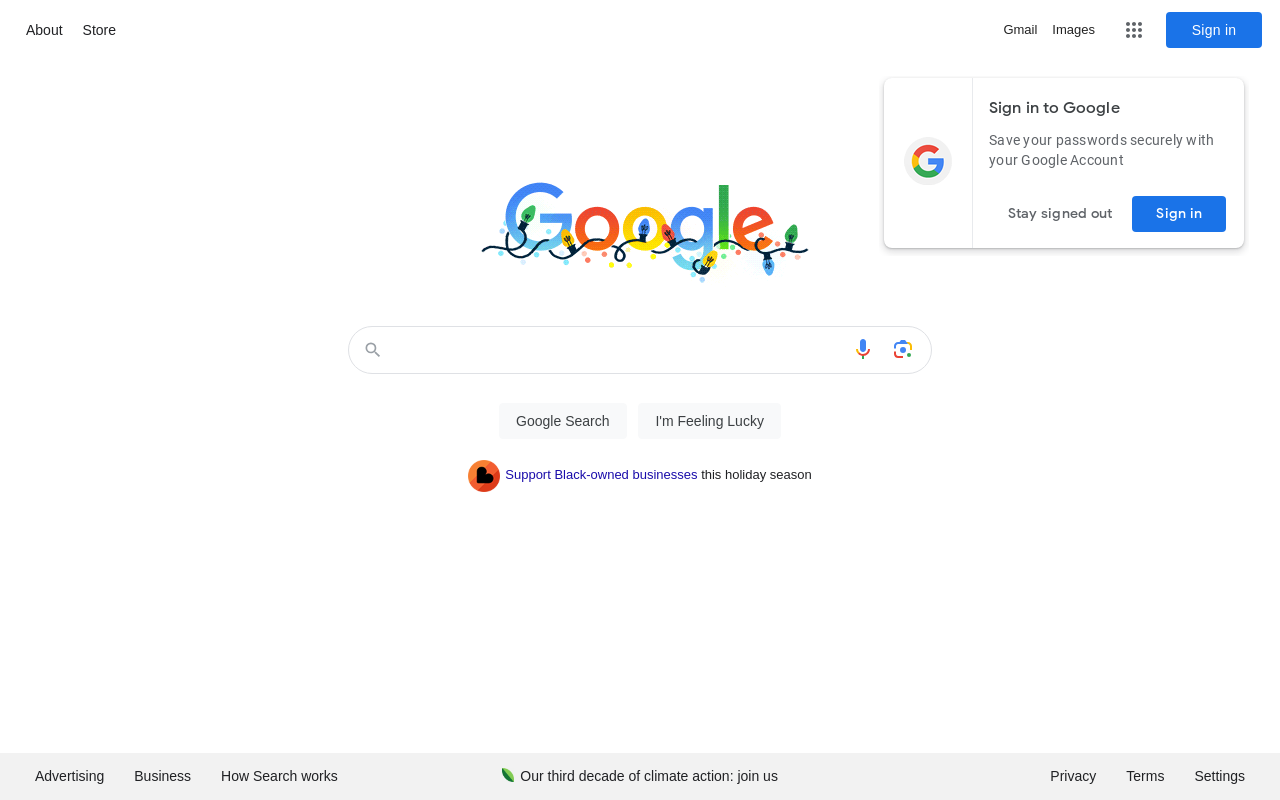 About Store
Gmail Images
Sign in
Sign in to Google
Save your passwords securely with
your Google Account
Stay signed out
Sign in
Google
Google Search
I'm Feeling Lucky
Support Black-owned businesses this holiday season
Our third decade of climate action: join us
Advertising Business How Search works
Privacy Terms Settings